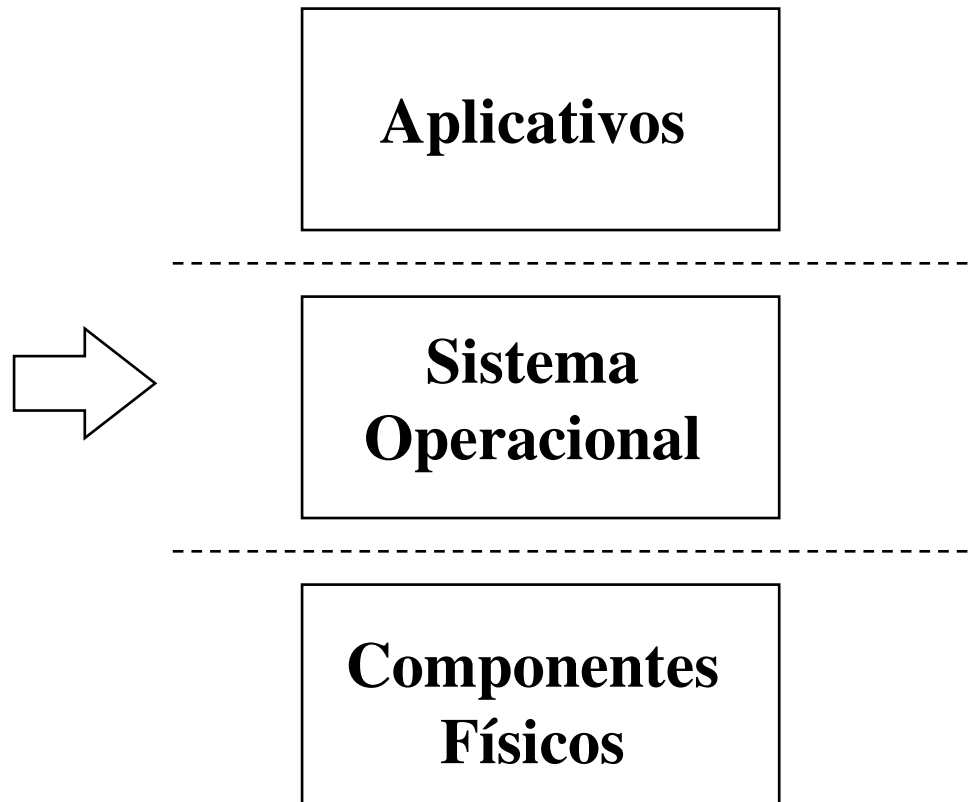 Aplicativos
Sistema
Operacional
Componentes
Físicos